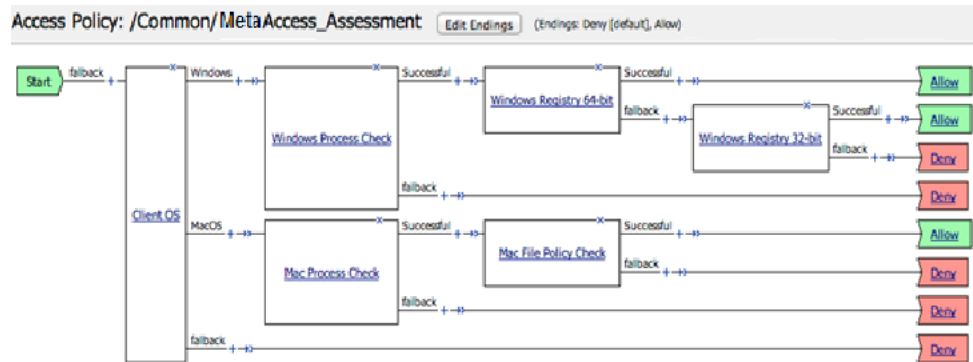 Access Policy: /Common/MetaAccess_Assessment Edit Endings (Endings: Deny [default], Allow)
Start fallback + Windows + Successful + Successful + Allow
Windows Registry 64-bit
fallback + Successful + Allow
Windows Process Check
Windows Registry 32-bit
fallback + Deny
fallback + Deny
Client OS
MacOS + Successful + Successful + Allow
Mac File Policy Check
fallback + Deny
Mac Process Check
fallback + Deny
fallback + Deny